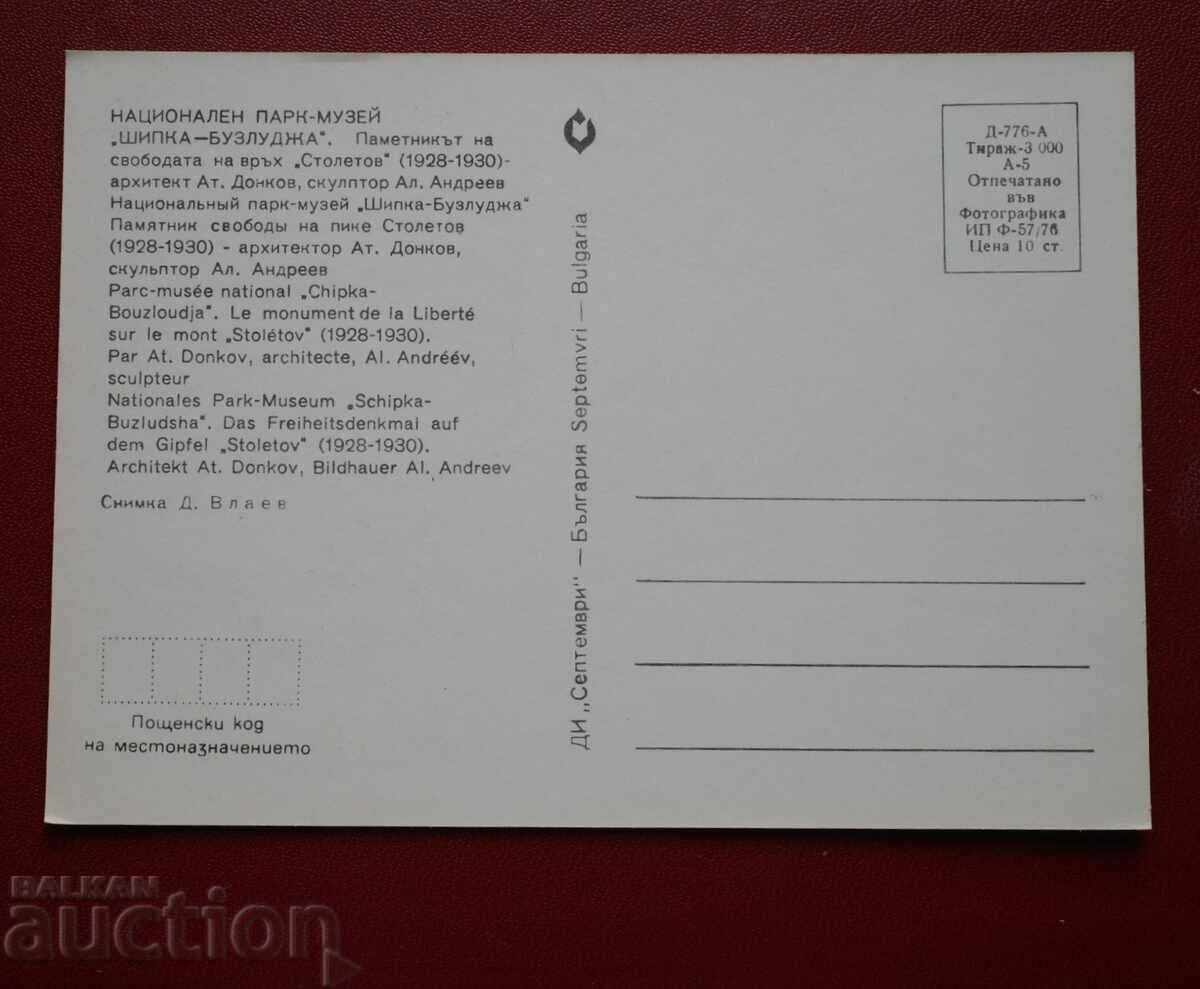 НАЦИОНАЛЕН ПАРК-МУЗЕЙ
„ШИПКА—БУЗЛУДЖА". Паметникът на
свободата на връх „Столетов" (1928-1930)-
архитект Ат. Донков, скулптор Ал. Андреев
Национальный парк-музей „Шипка-Бузлуджа"
Памятник свободы на пике Столетов
(1928-1930) - архитектор Ат. Донков,
скульптор Ал. Андреев
Parc-musée national „Chipka-
Bouzloudja". Le monument de la Liberté
sur le mont „Stolétov" (1928-1930).
Par At. Donkov, architecte, Al. Andréév,
sculpteur
Nationales Park-Museum „Schipka-
Buzludsha". Das Freiheitsdenkmal auf
dem Gipfel „Stoletov" (1928-1930).
Architekt At. Donkov, Bildhauer Al. Andreev
Снимка Д. Влаев
Пощенски код
на местоназначението
ДИ „Септември" — България Septemvri — Bulgaria
Д-776-А
Тираж-3 000
А-5
Отпечатано
във
Фотографика
ИП Ф-57/76
Цена 10 ст.
BALKAN
auction